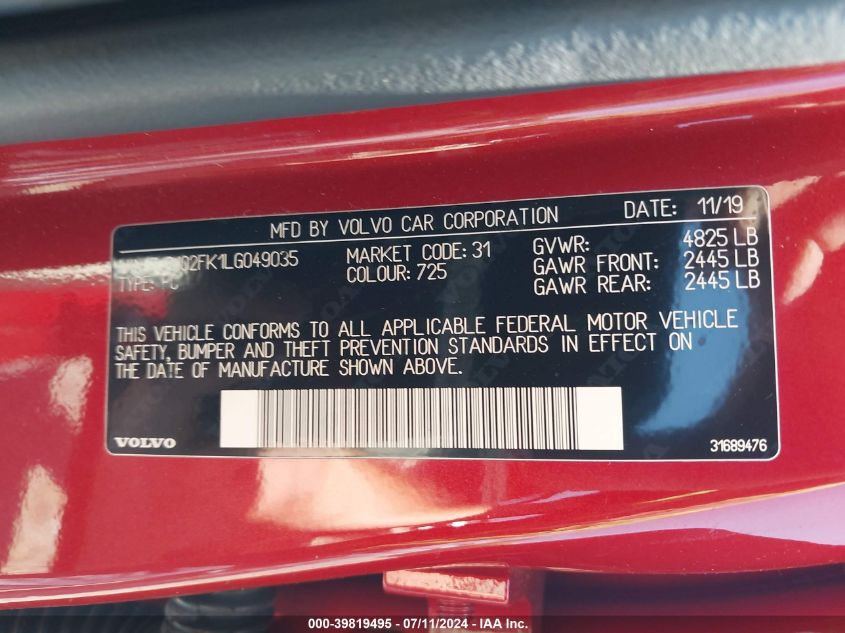 MFD BY VOLVO CAR CORPORATION DATE: 11/19
MARKET CODE: 31 GVWR: 4825 LB
COLOUR: 725 GAWR FRONT: 2445 LB
TYPE: PC GAWR REAR: 2445 LB
THIS VEHICLE CONFORMS TO ALL APPLICABLE FEDERAL MOTOR VEHICLE
SAFETY, BUMPER AND THEFT PREVENTION STANDARDS IN EFFECT ON
THE DATE OF MANUFACTURE SHOWN ABOVE.
VOLVO 31689476
000-39819495 - 07/11/2024 - IAA Inc.